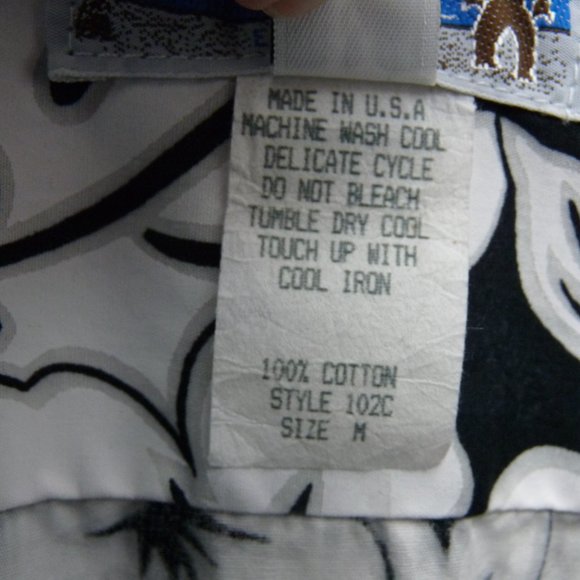 MADE IN U.S.A
MACHINE WASH COOL
DELICATE CYCLE
DO NOT BLEACH
TUMBLE DRY COOL
TOUCH UP WITH
COOL IRON
100% COTTON
STYLE 102C
SIZE M